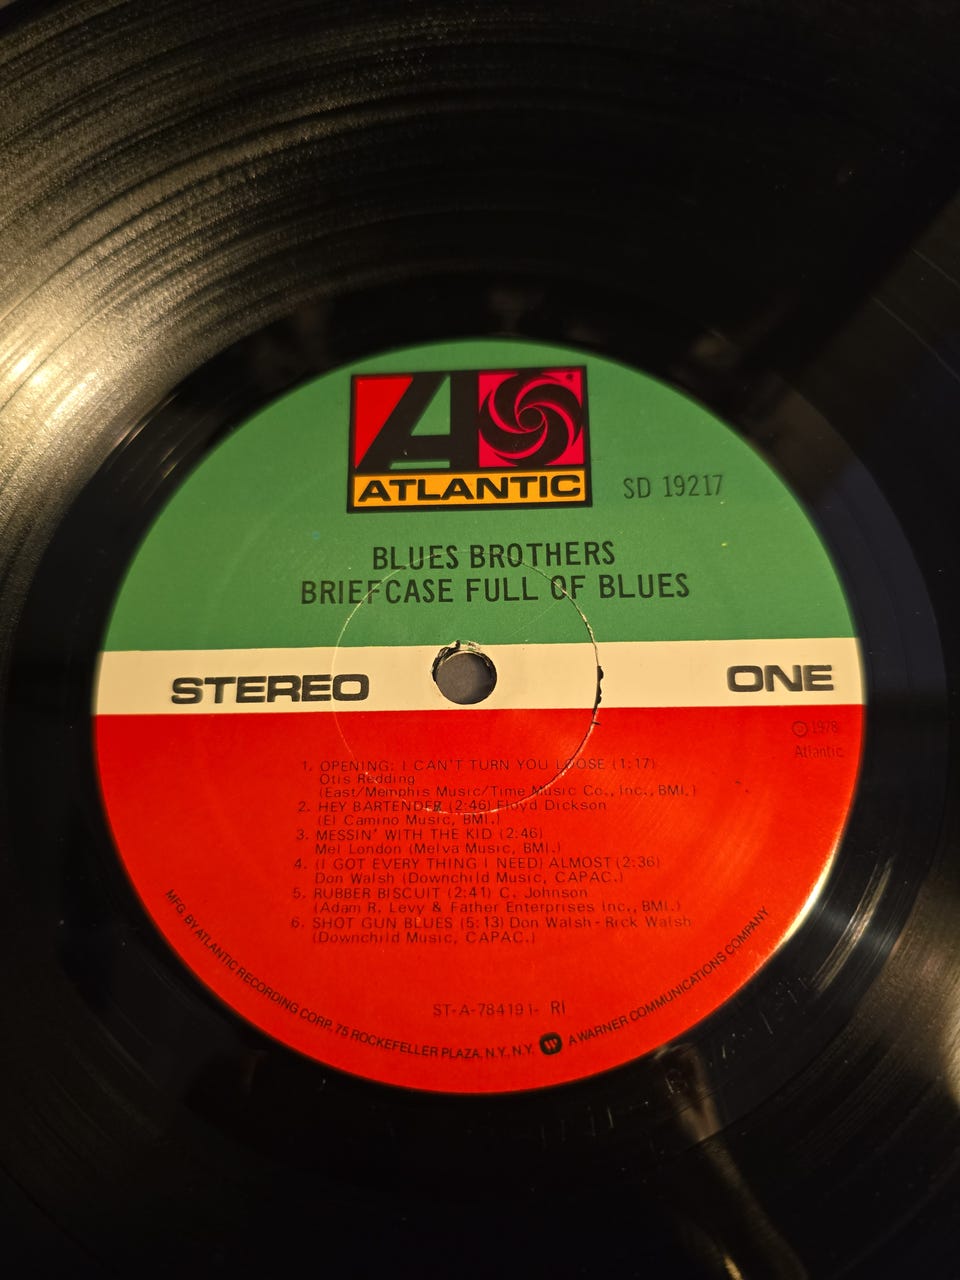 ATLANTIC
SD 19217
BLUES BROTHERS
BRIEFCASE FULL OF BLUES
STEREO
ONE
Ⓟ 1978
Atlantic
1. OPENING: I CAN'T TURN YOU LOOSE (1:17)
Otis Redding
(East/Memphis Music/Time Music Co., Inc., BMI.)
2. HEY BARTENDER (2:46) Floyd Dickson
(El Camino Music, BMI.)
3. MESSIN' WITH THE KID (2:46)
Mel London (Melva Music, BMI.)
4. (I GOT EVERY THING I NEED) ALMOST (2:36)
Don Walsh (Downchild Music, CAPAC.)
5. RUBBER BISCUIT (2:41) C. Johnson
(Adam R. Levy & Father Enterprises Inc., BMI.)
6. SHOT GUN BLUES (5:13) Don Walsh-Rick Walsh
(Downchild Music, CAPAC.)
ST-A-784191- RI
MFG. BY ATLANTIC RECORDING CORP., 75 ROCKEFELLER PLAZA, N.Y., N.Y. W A WARNER COMMUNICATIONS COMPANY